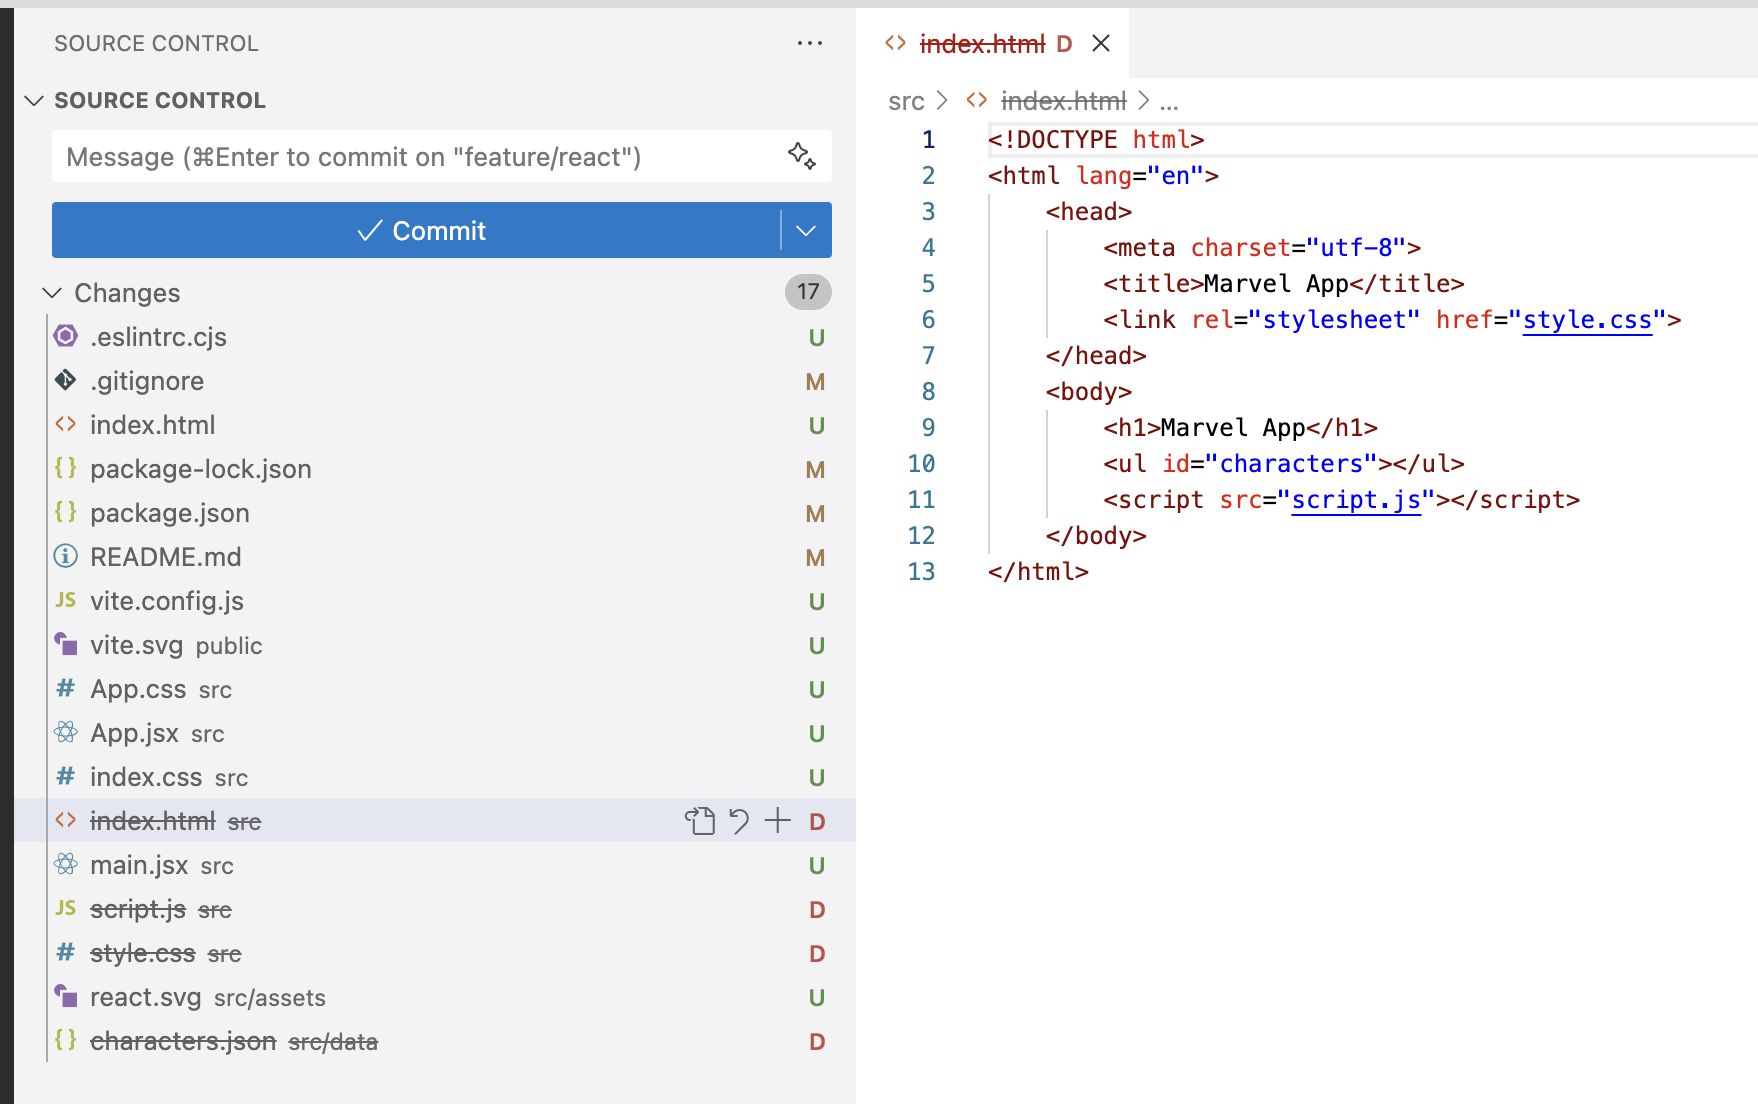 SOURCE CONTROL
SOURCE CONTROL
Message (⌘Enter to commit on "feature/react")
Commit
Changes 17
.eslintrc.cjs U
.gitignore M
index.html U
package-lock.json M
package.json M
README.md M
JS vite.config.js U
vite.svg public U
# App.css src U
App.jsx src U
# index.css src U
index.html src D
main.jsx src U
JS script.js src D
# style.css src D
react.svg src/assets U
{} characters.json src/data D
index.html D
src > index.html > ...
1 <!DOCTYPE html>
2 <html lang="en">
3 <head>
4 <meta charset="utf-8">
5 <title>Marvel App</title>
6 <link rel="stylesheet" href="style.css">
7 </head>
8 <body>
9 <h1>Marvel App</h1>
10 <ul id="characters"></ul>
11 <script src="script.js"></script>
12 </body>
13 </html>